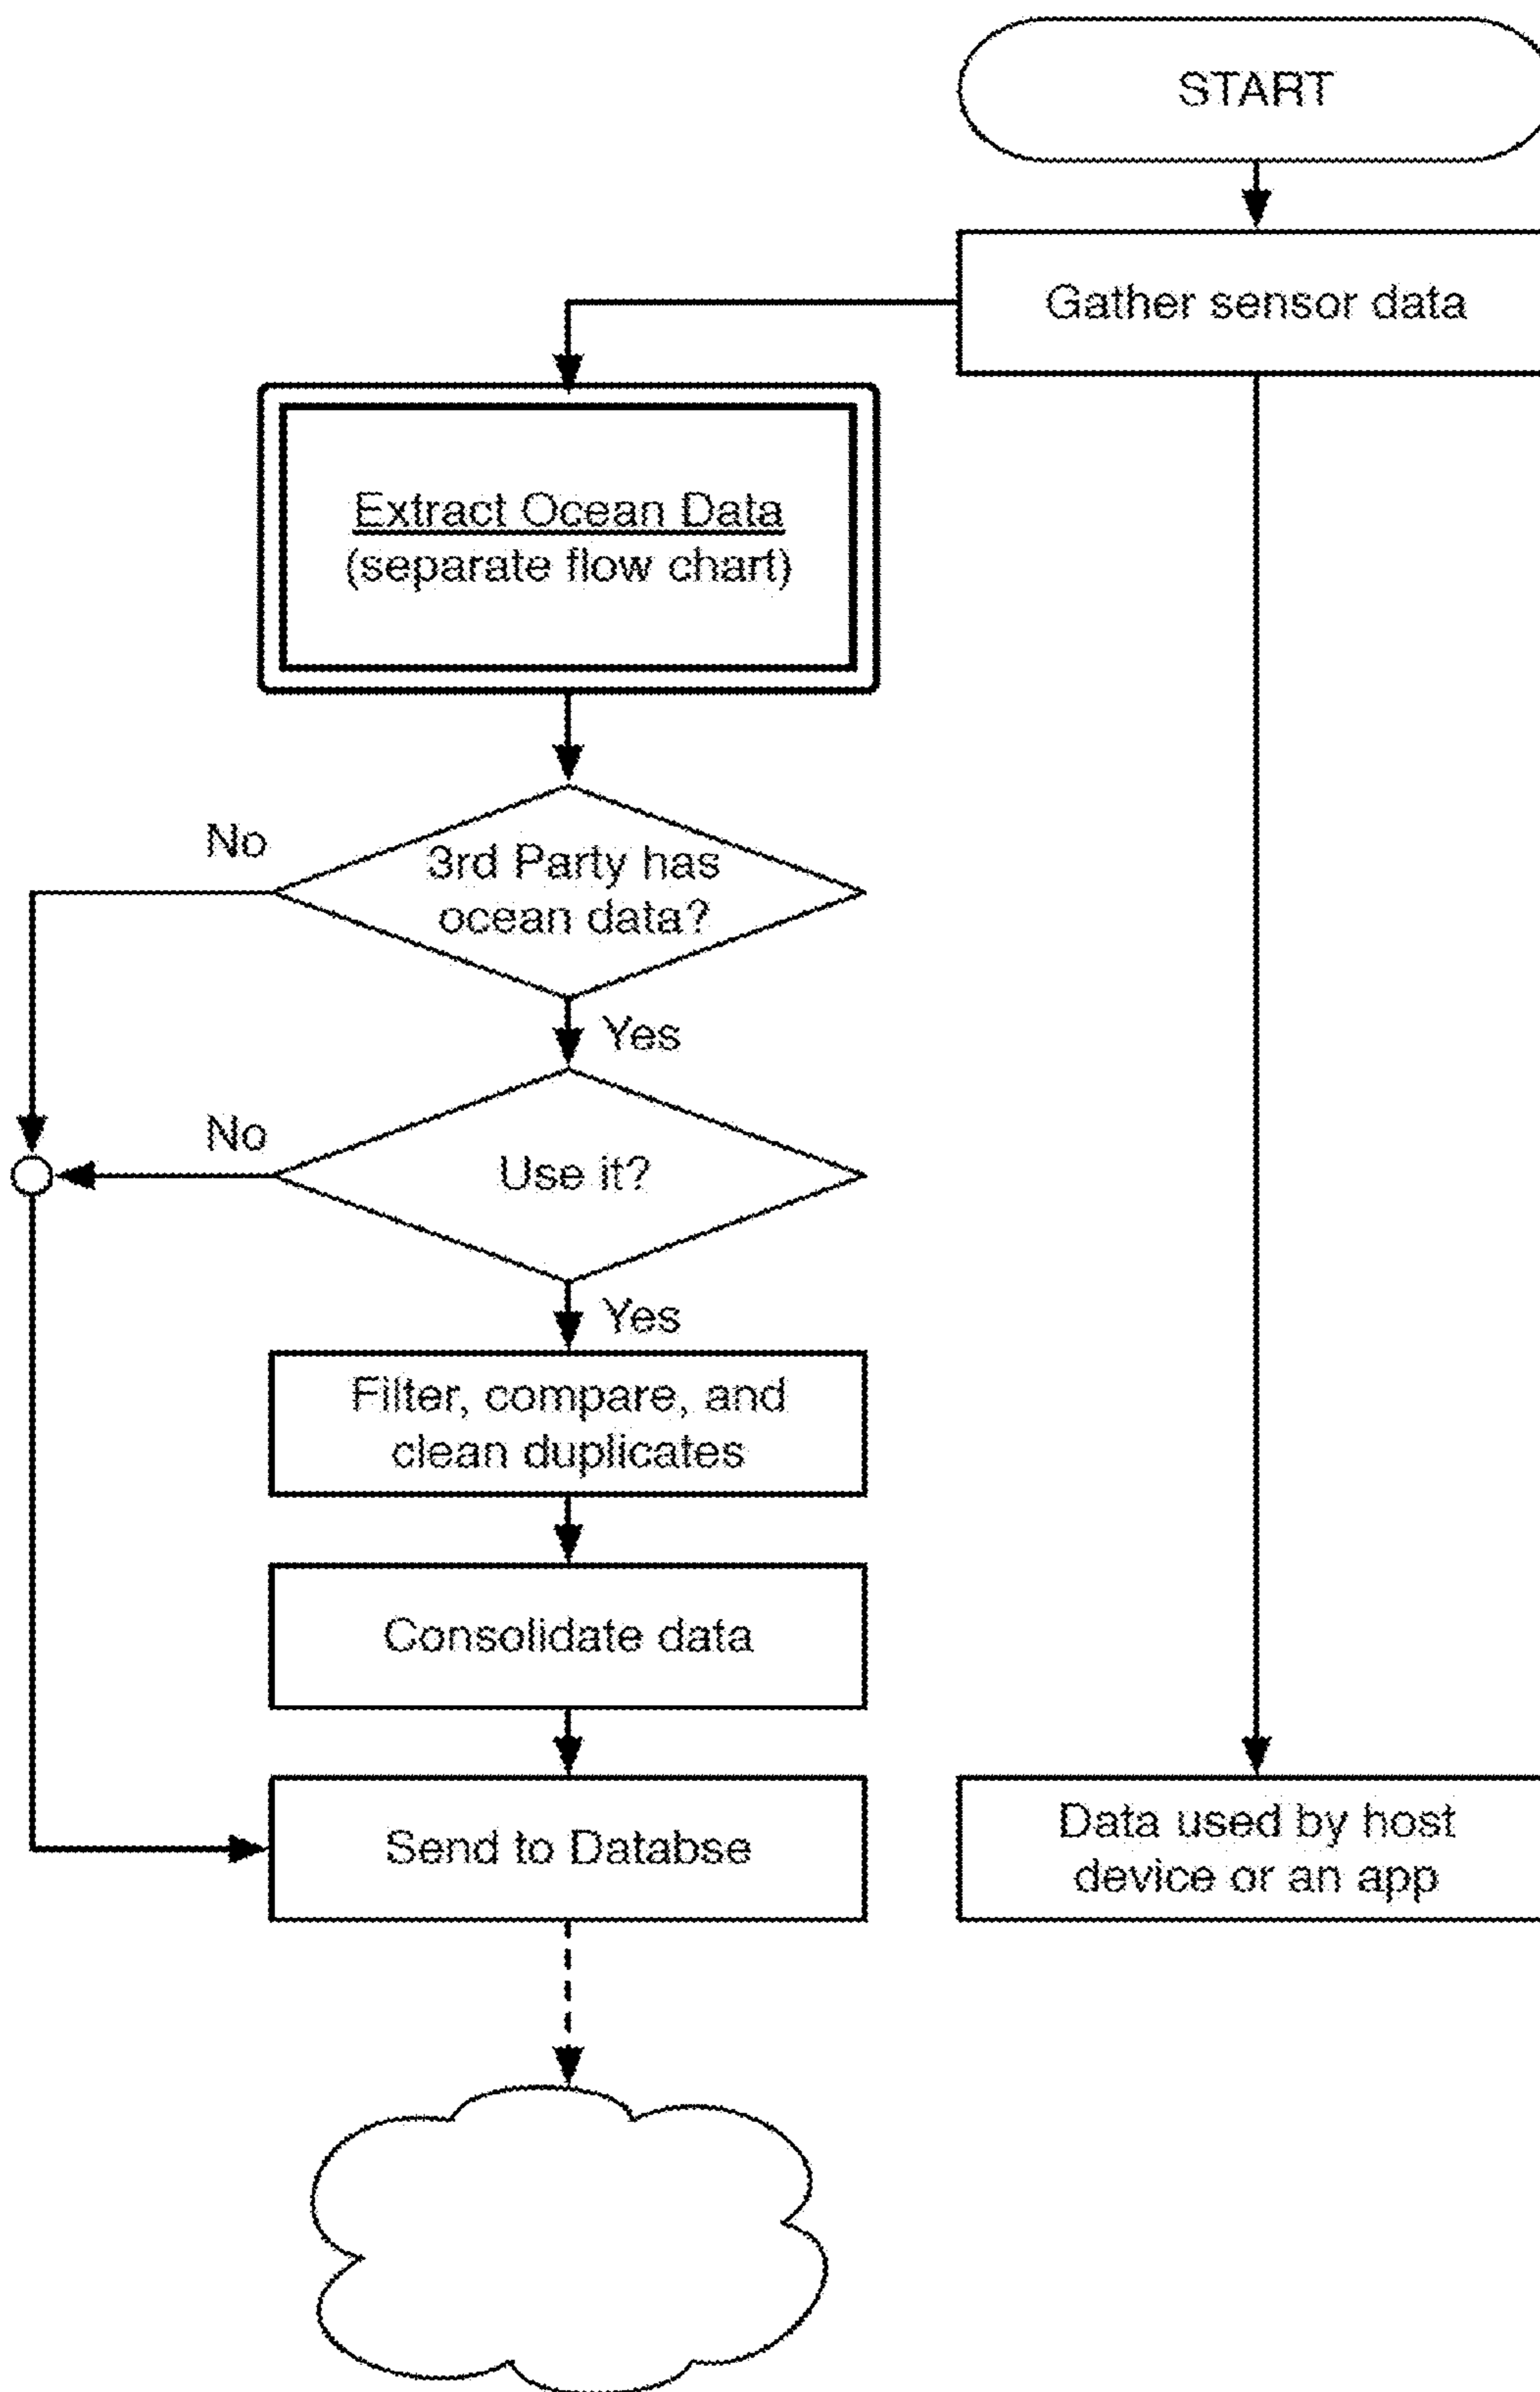 START
Gather sensor data
Extract Ocean Data
(separate flow chart)
No
3rd Party has
ocean data?
Yes
No
Use it?
Yes
Filter, compare, and
clean duplicates
Consolidate data
Send to Databse
Data used by host
device or an app